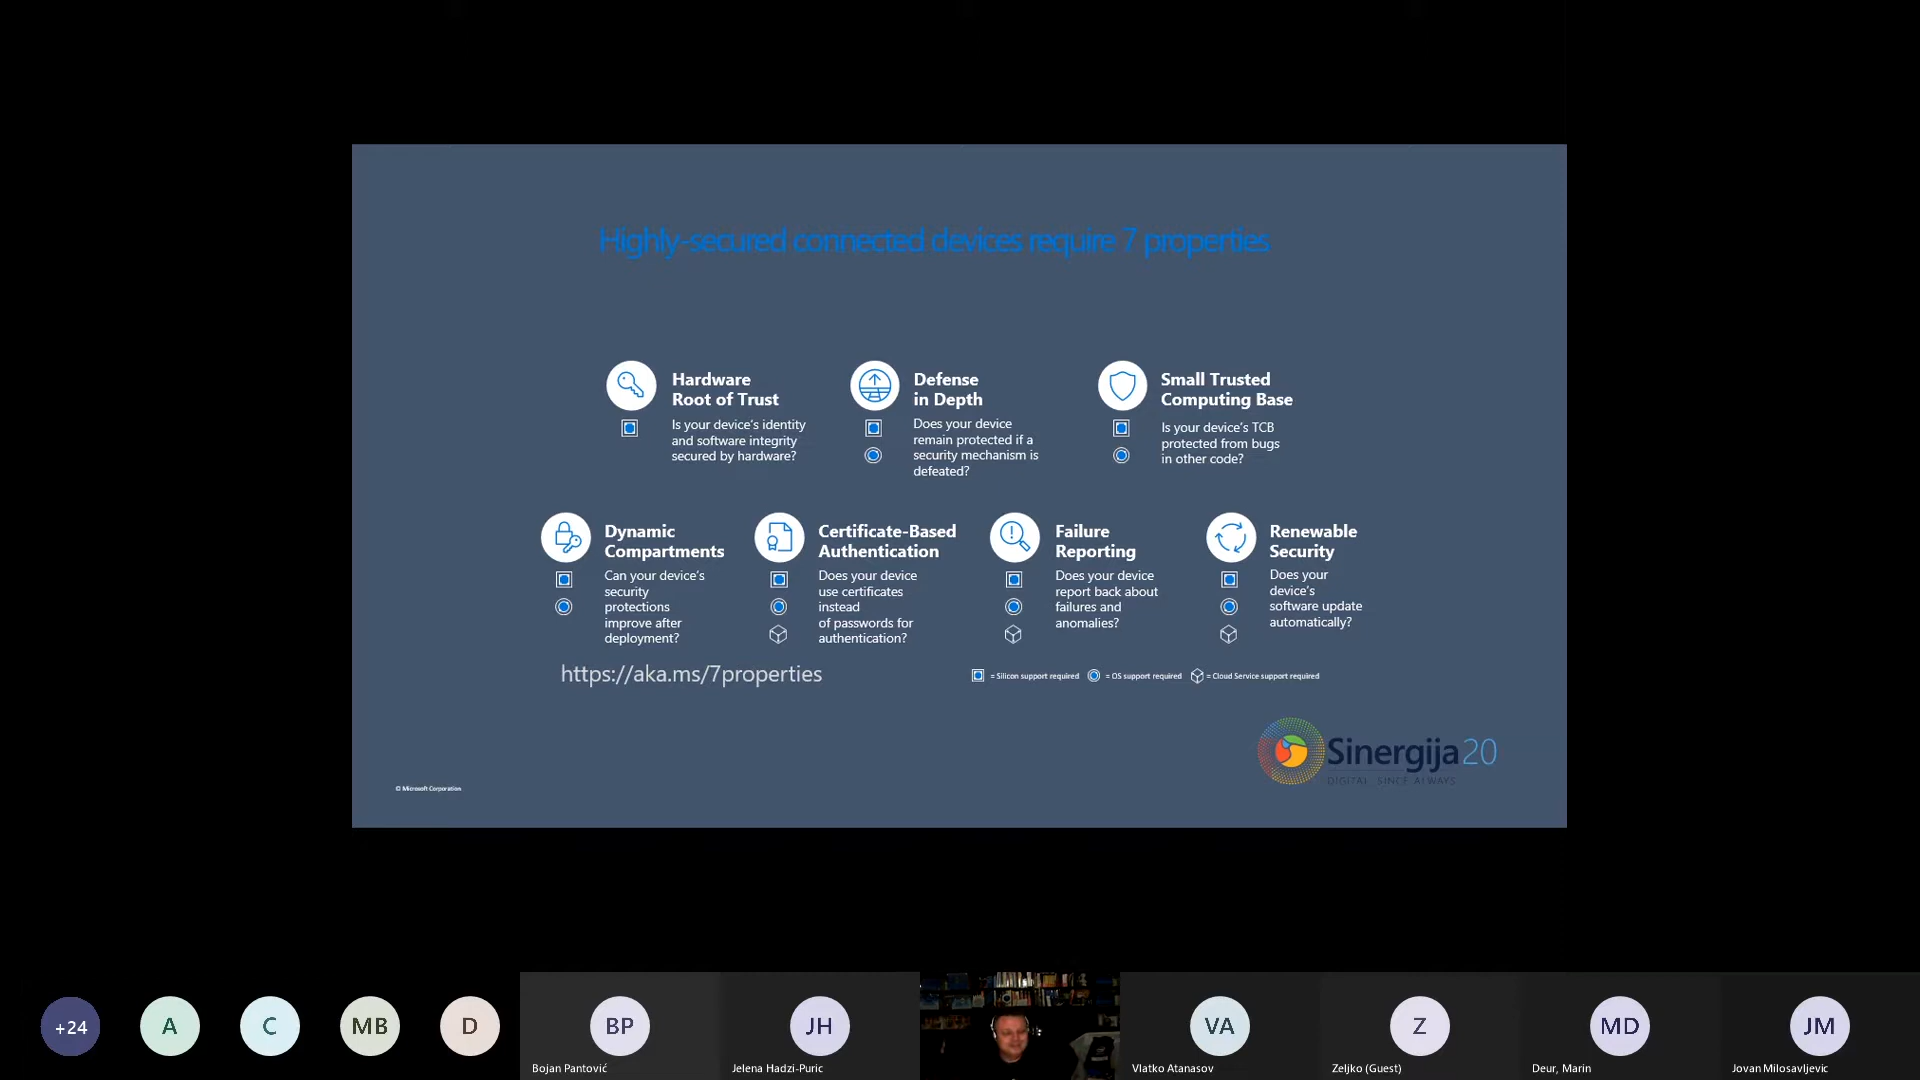 Highly-secured connected devices require 7 properties
Hardware
Root of Trust
Is your device's identity
and software integrity
secured by hardware?
Defense
in Depth
Does your device
remain protected if a
security mechanism is
defeated?
Small Trusted
Computing Base
Is your device's TCB
protected from bugs
in other code?
Dynamic
Compartments
Can your device's
security
protections
improve after
deployment?
Certificate-Based
Authentication
Does your device
use certificates
instead
of passwords for
authentication?
Failure
Reporting
Does your device
report back about
failures and
anomalies?
Renewable
Security
Does your
device's
software update
automatically?
https://aka.ms/7properties
= Silicon support required = OS support required = Cloud Service support required
Sinergija20
DIGITAL. SINCE ALWAYS.
© Microsoft Corporation
+24 A C MB D BP JH VA Z MD JM
Bojan Pantović Jelena Hadzi-Puric Vlatko Atanasov Zeljko (Guest) Deur, Marin Jovan Milosavljevic